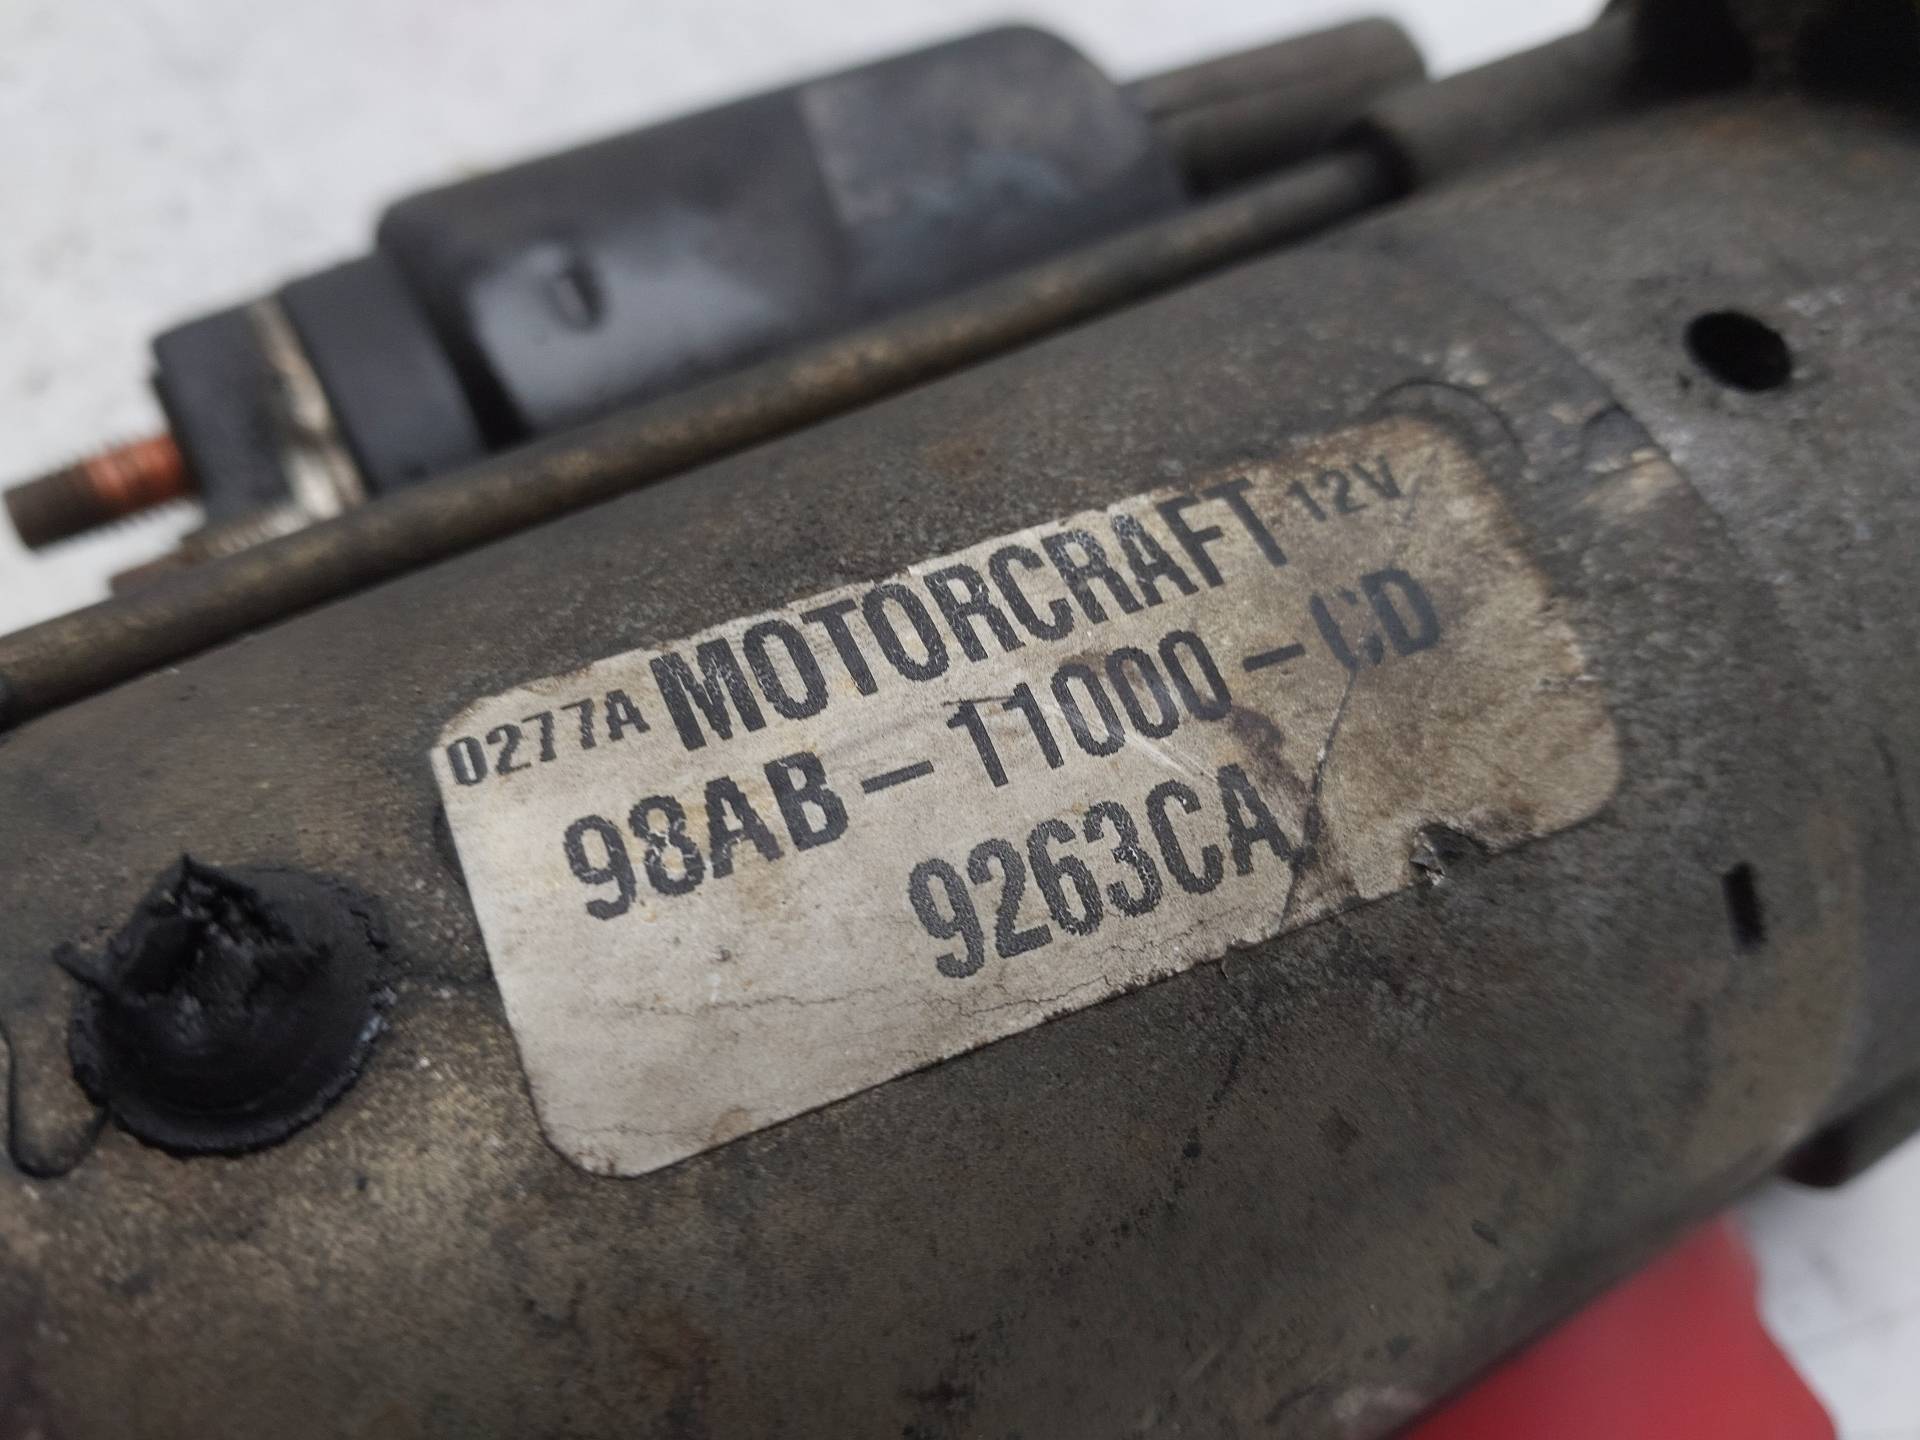 0277A MOTORCRAFT 12V
98AB-11000-CD
9263CA